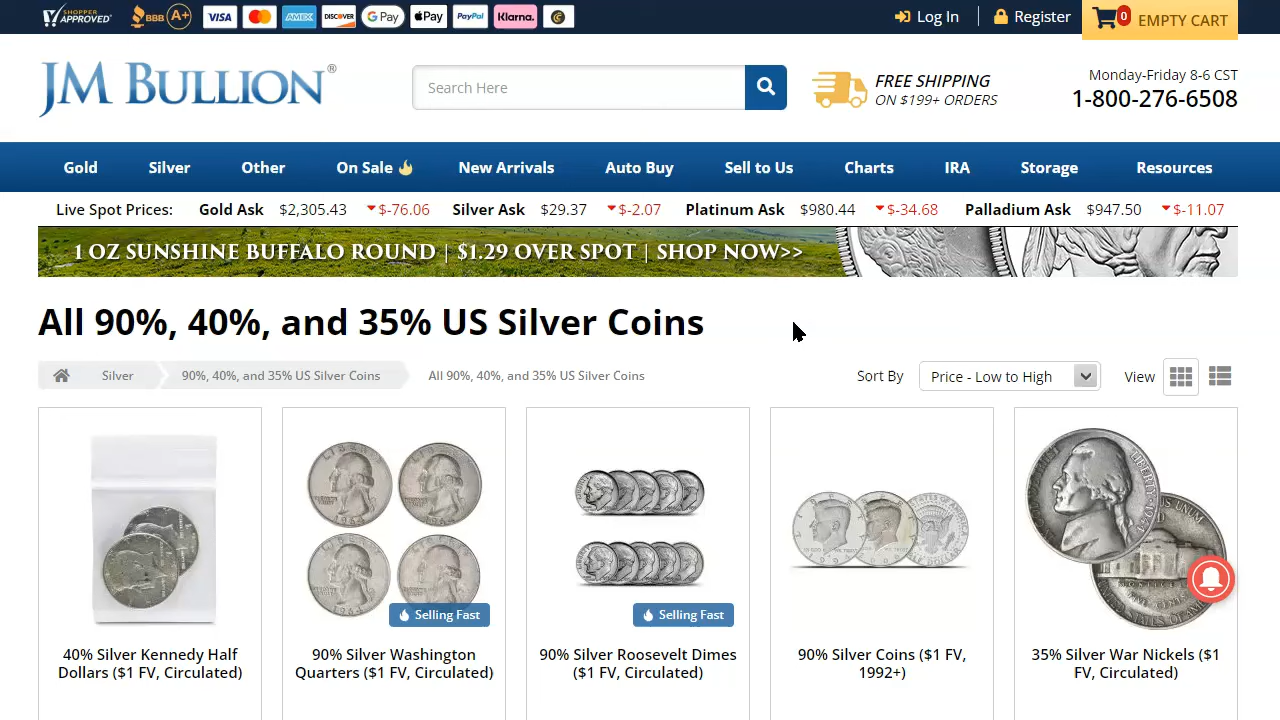 SHOPPER APPROVED
BBB A+
VISA
AMEX
DISCOVER
G Pay
Pay
PayPal
Klarna.
Log In
Register
0
EMPTY CART
JM BULLION®
Search Here
FREE SHIPPING
ON $199+ ORDERS
Monday-Friday 8-6 CST
1-800-276-6508
Gold
Silver
Other
On Sale
New Arrivals
Auto Buy
Sell to Us
Charts
IRA
Storage
Resources
Live Spot Prices: Gold Ask $2,305.43 $-76.06 Silver Ask $29.37 $-2.07 Platinum Ask $980.44 $-34.68 Palladium Ask $947.50 $-11.07
1 OZ SUNSHINE BUFFALO ROUND | $1.29 OVER SPOT | SHOP NOW>>
All 90%, 40%, and 35% US Silver Coins
Silver
90%, 40%, and 35% US Silver Coins
All 90%, 40%, and 35% US Silver Coins
Sort By
Price - Low to High
View
Selling Fast
Selling Fast
40% Silver Kennedy Half
Dollars ($1 FV, Circulated)
90% Silver Washington
Quarters ($1 FV, Circulated)
90% Silver Roosevelt Dimes
($1 FV, Circulated)
90% Silver Coins ($1 FV,
1992+)
35% Silver War Nickels ($1
FV, Circulated)